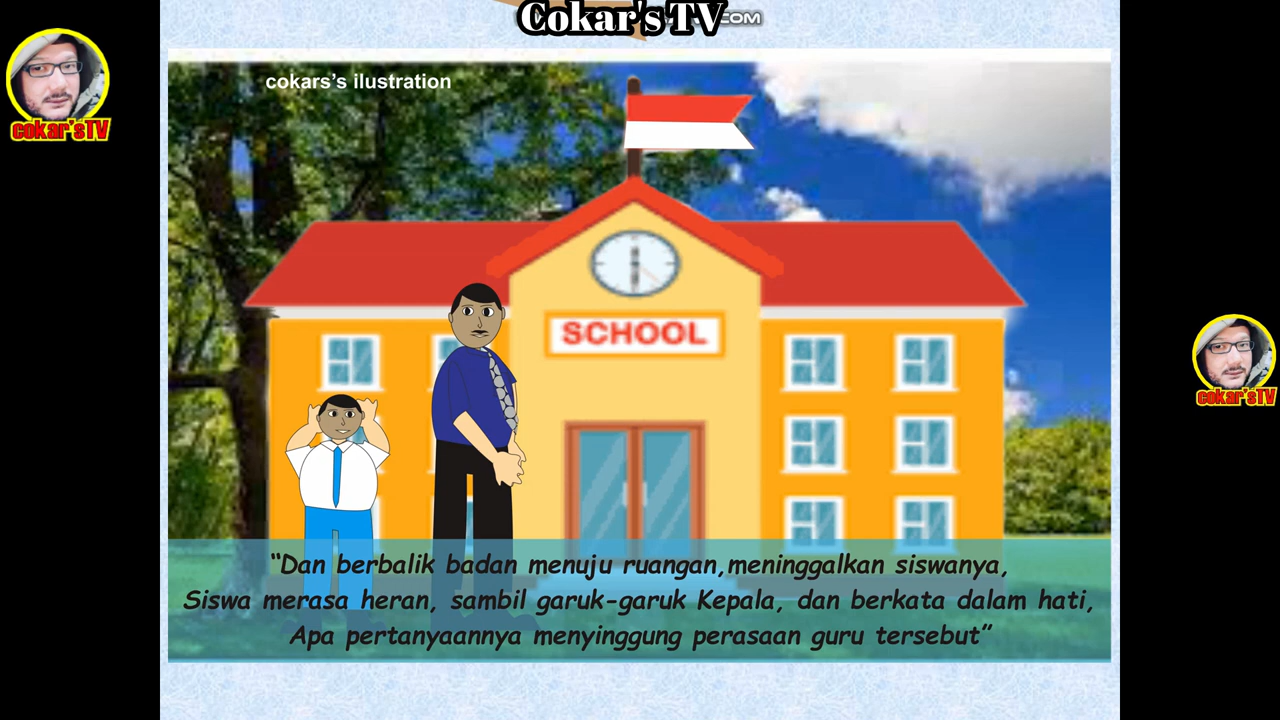 Cokar's TV
COM
cokar'sTV
cokars's ilustration
SCHOOL
cokar'sTV
“Dan berbalik badan menuju ruangan,meninggalkan siswanya,
Siswa merasa heran, sambil garuk-garuk Kepala, dan berkata dalam hati,
Apa pertanyaannya menyinggung perasaan guru tersebut”